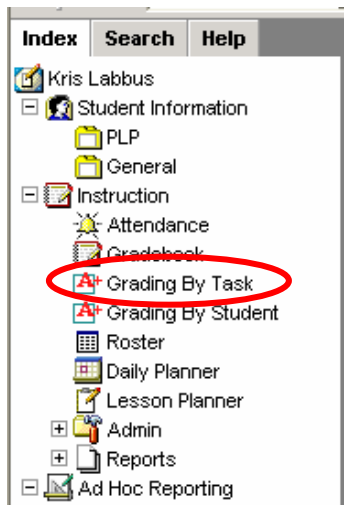 Index Search Help
Kris Labbus
Student Information
PLP
General
Instruction
Attendance
Gradebook
A+ Grading By Task
A+ Grading By Student
Roster
Daily Planner
Lesson Planner
Admin
Reports
Ad Hoc Reporting